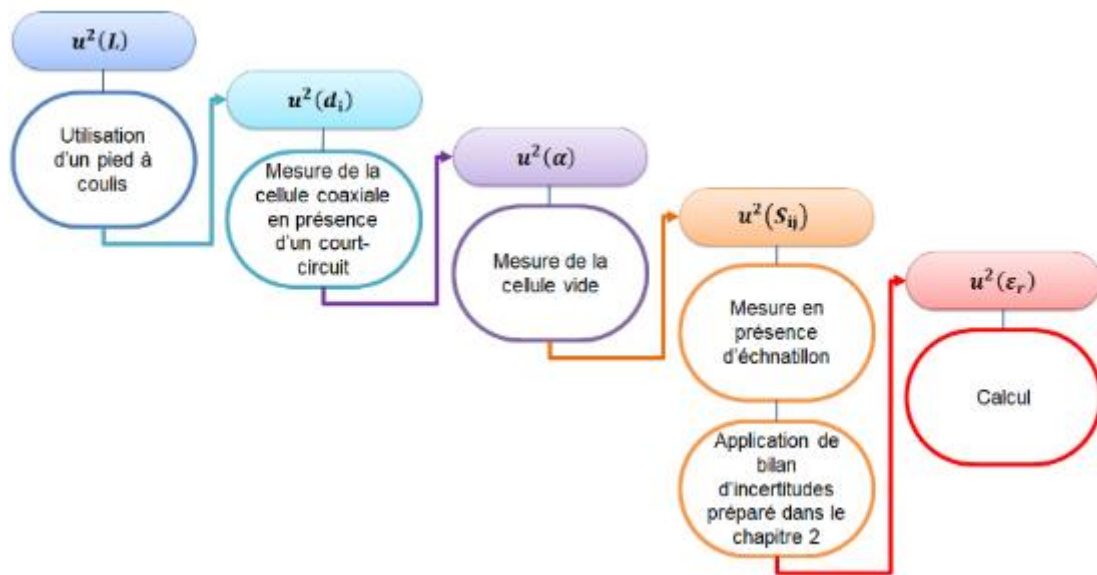 u²(L)
Utilisation
d'un pied à
coulis
u²(dᵢ)
Mesure de la
cellule coaxiale
en présence
d'un court-
circuit
u²(α)
Mesure de la
cellule vide
u²(Sᵢⱼ)
Mesure en
présence
d'échnatillon
Application de
bilan
d'incertitudes
préparé dans le
chapitre 2
u²(εᵣ)
Calcul